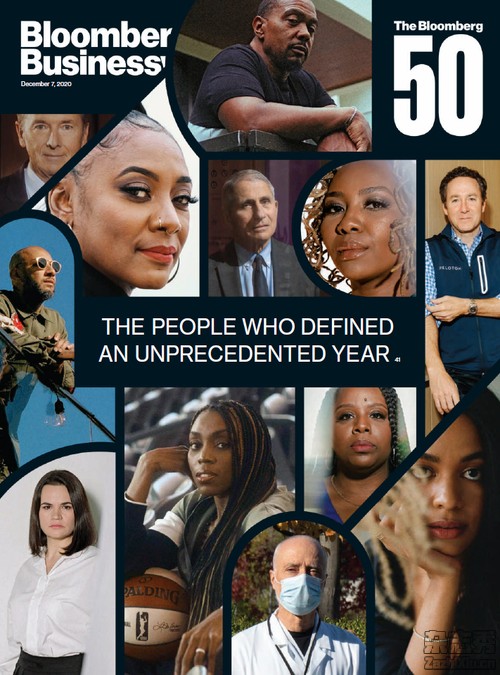 Bloomber
Business
December 7, 2020
The Bloomberg
50
PELOTON
THE PEOPLE WHO DEFINED
AN UNPRECEDENTED YEAR 41
SPALDING